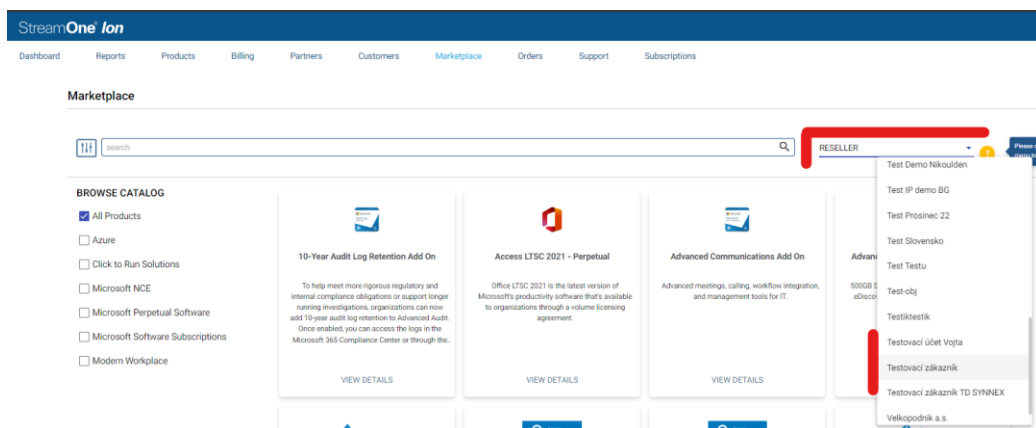 StreamOne Ion
Dashboard Reports Products Billing Partners Customers Marketplace Orders Support Subscriptions
Marketplace
search
RESELLER
Please
BROWSE CATALOG
All Products
Azure
Click to Run Solutions
Microsoft NCE
Microsoft Perpetual Software
Microsoft Software Subscriptions
Modern Workplace
10-Year Audit Log Retention Add On
To help meet more rigorous regulatory and
internal compliance obligations or support longer
running investigations, organizations can now
add 10-year audit log retention to Advanced Audit.
Once enabled, you can access the logs in the
Microsoft 365 Compliance Center or through the..
VIEW DETAILS
Access LTSC 2021 - Perpetual
Office LTSC 2021 is the latest version of
Microsoft's productivity software that's available
to organizations through a volume licensing
agreement.
VIEW DETAILS
Advanced Communications Add On
Advanced meetings, calling, workflow integration,
and management tools for IT.
VIEW DETAILS
Advan
500GB S
eDiscov
Test Demo Nikoulden
Test IP demo BG
Test Prosinec 22
Test Slovensko
Test Testu
Test-obj
Testiktestik
Testovací účet Vojta
Testovací zákazník
Testovací zákazník TD SYNNEX
Velkopodnik a.s.